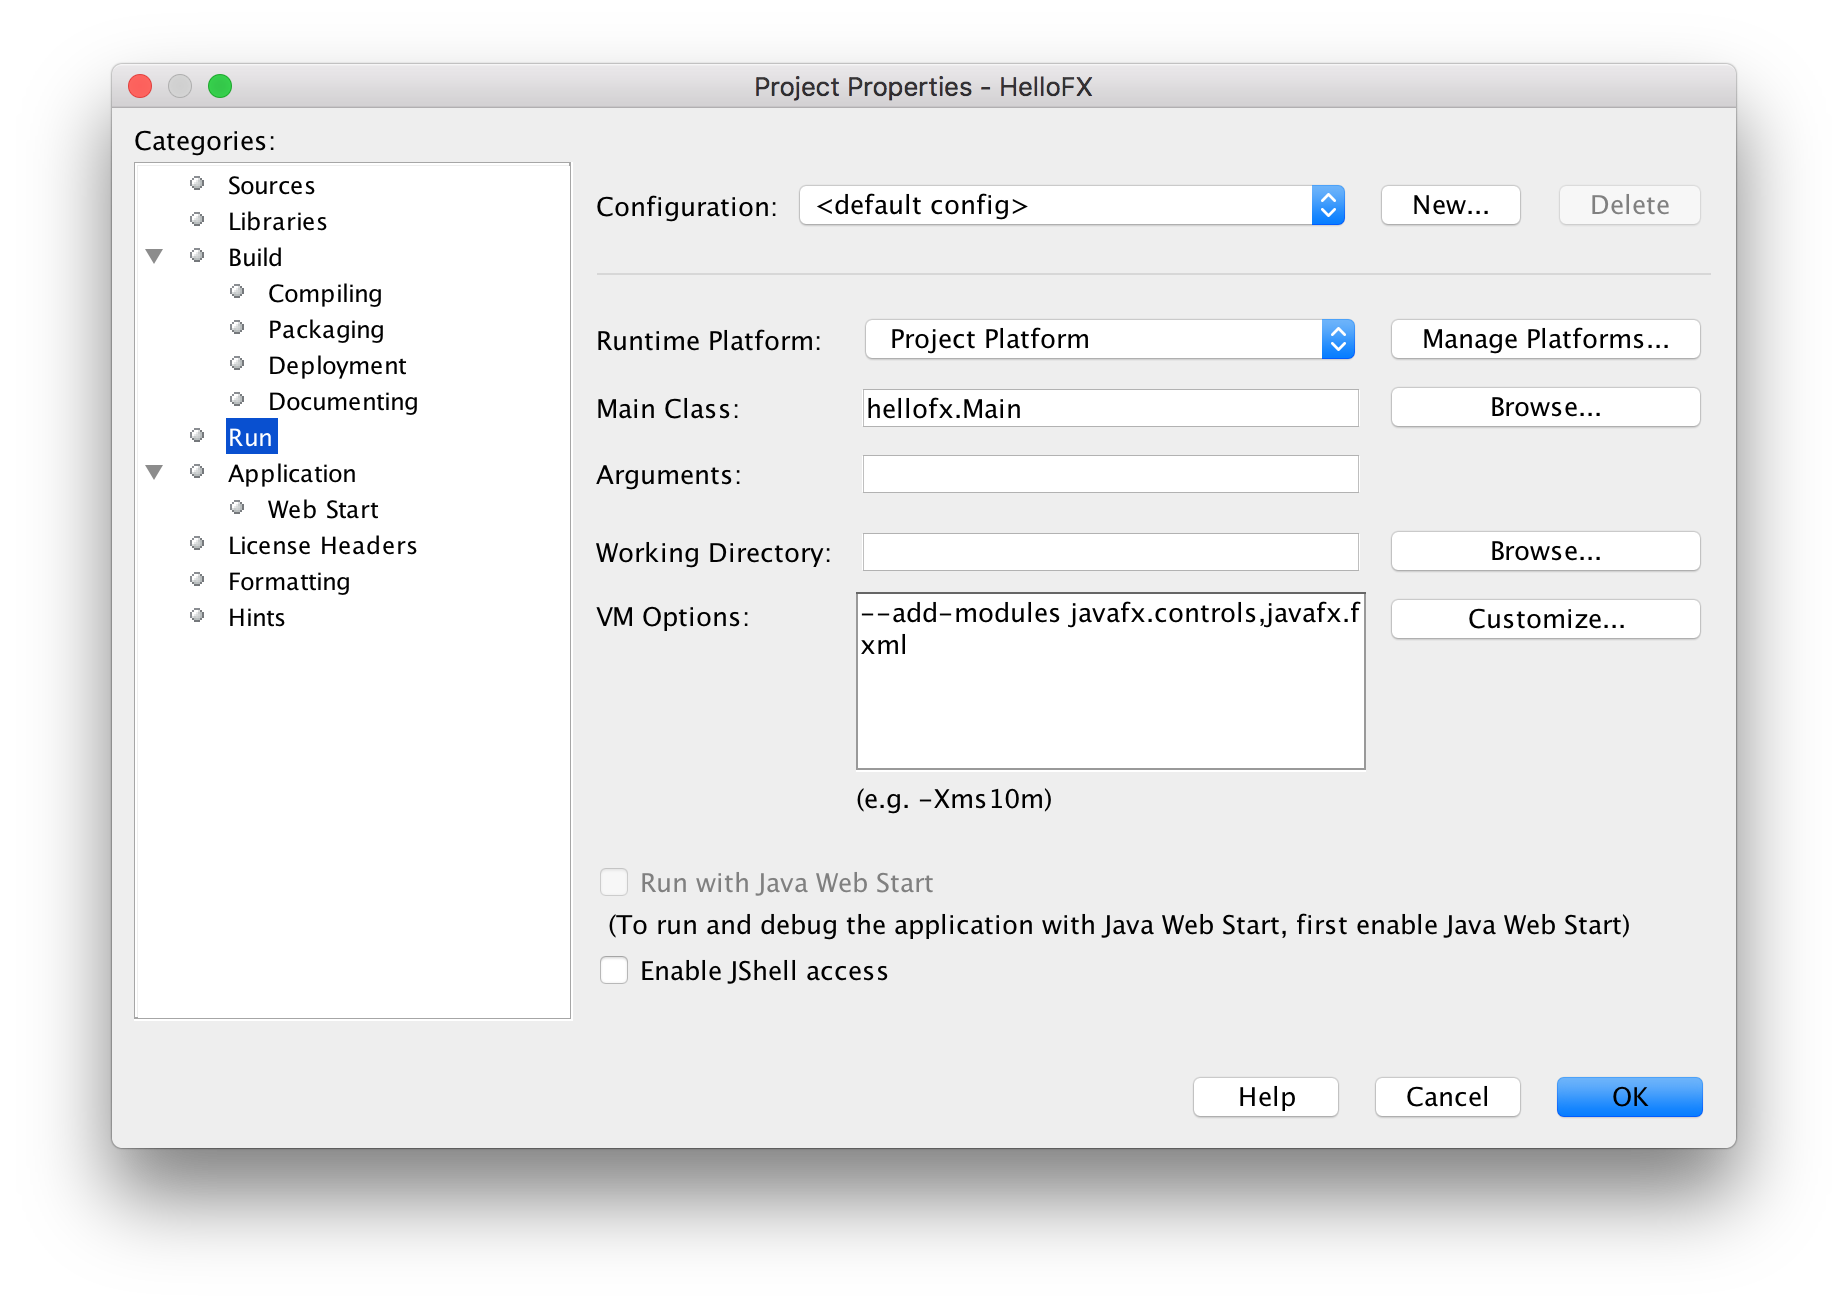 Project Properties - HelloFX
Categories:
Sources
Libraries
Build
Compiling
Packaging
Deployment
Documenting
Run
Application
Web Start
License Headers
Formatting
Hints
Configuration: <default config> New... Delete
Runtime Platform: Project Platform Manage Platforms...
Main Class: hellofx.Main Browse...
Arguments:
Working Directory: Browse...
VM Options: --add-modules javafx.controls,javafx.f Customize...
xml
(e.g. -Xms10m)
Run with Java Web Start
(To run and debug the application with Java Web Start, first enable Java Web Start)
Enable JShell access
Help Cancel OK